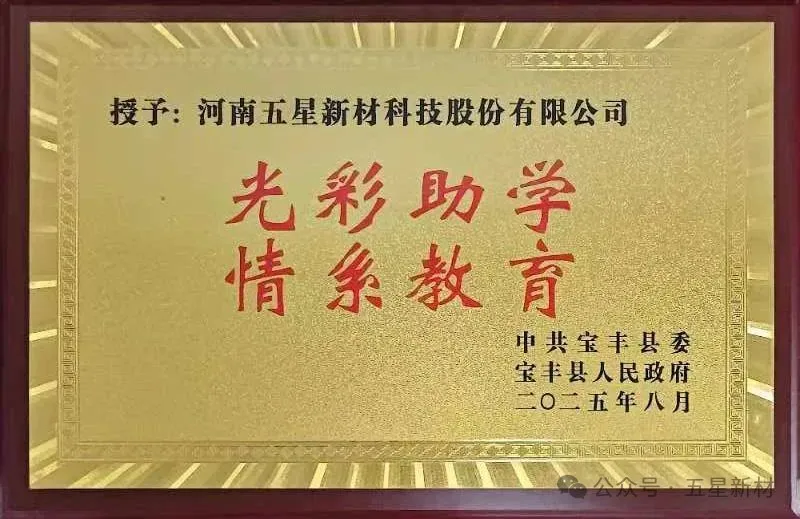 授予: 河南五星新材科技股份有限公司
光彩助学
情系教育
中共宝丰县委
宝丰县人民政府
二〇二五年八月
公众号 · 五星新材